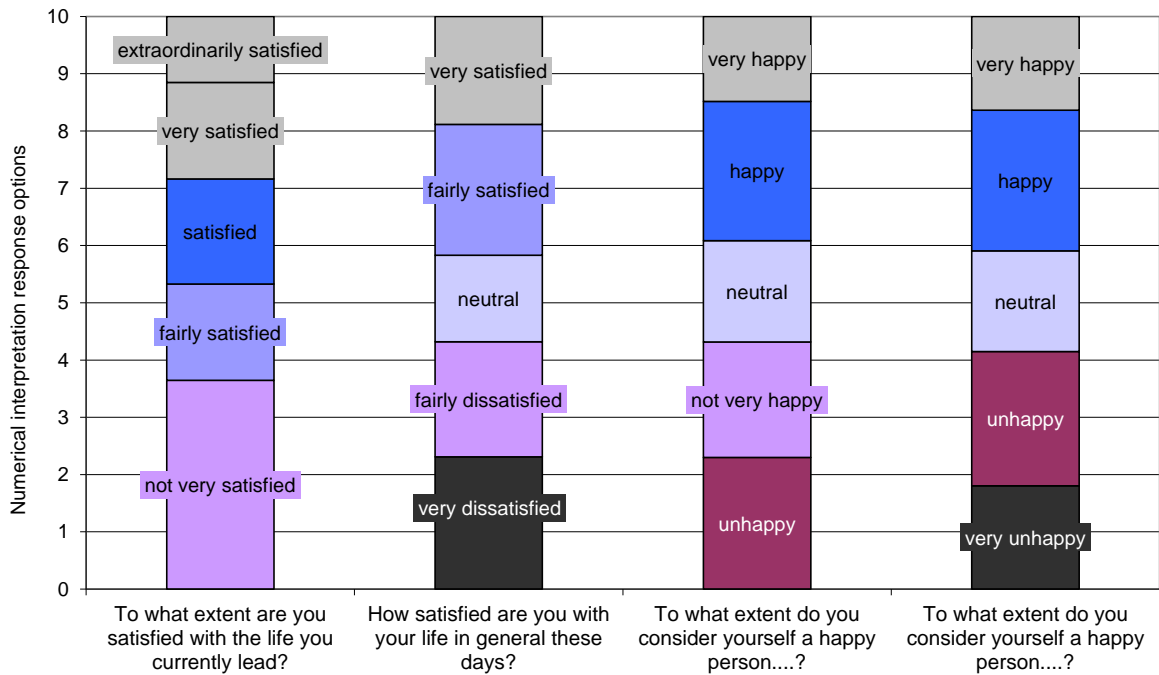 Numerical interpretation response options
10
9
8
7
6
5
4
3
2
1
0
extraordinarily satisfied
very satisfied
satisfied
fairly satisfied
not very satisfied
very satisfied
fairly satisfied
neutral
fairly dissatisfied
very dissatisfied
very happy
happy
neutral
not very happy
unhappy
very happy
happy
neutral
unhappy
very unhappy
To what extent are you
satisfied with the life you
currently lead?
How satisfied are you with
your life in general these
days?
To what extent do you
consider yourself a happy
person....?
To what extent do you
consider yourself a happy
person....?